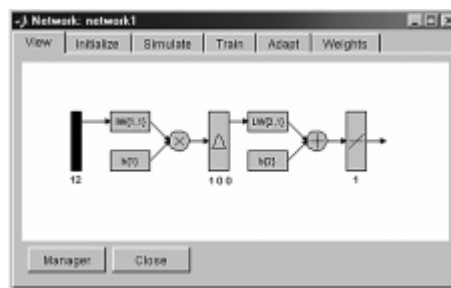 Network: network1
View Initialize Simulate Train Adapt Weights
IW{1,1} LW{2,1}
b{1} b{2}
12 100 1
Manager Close